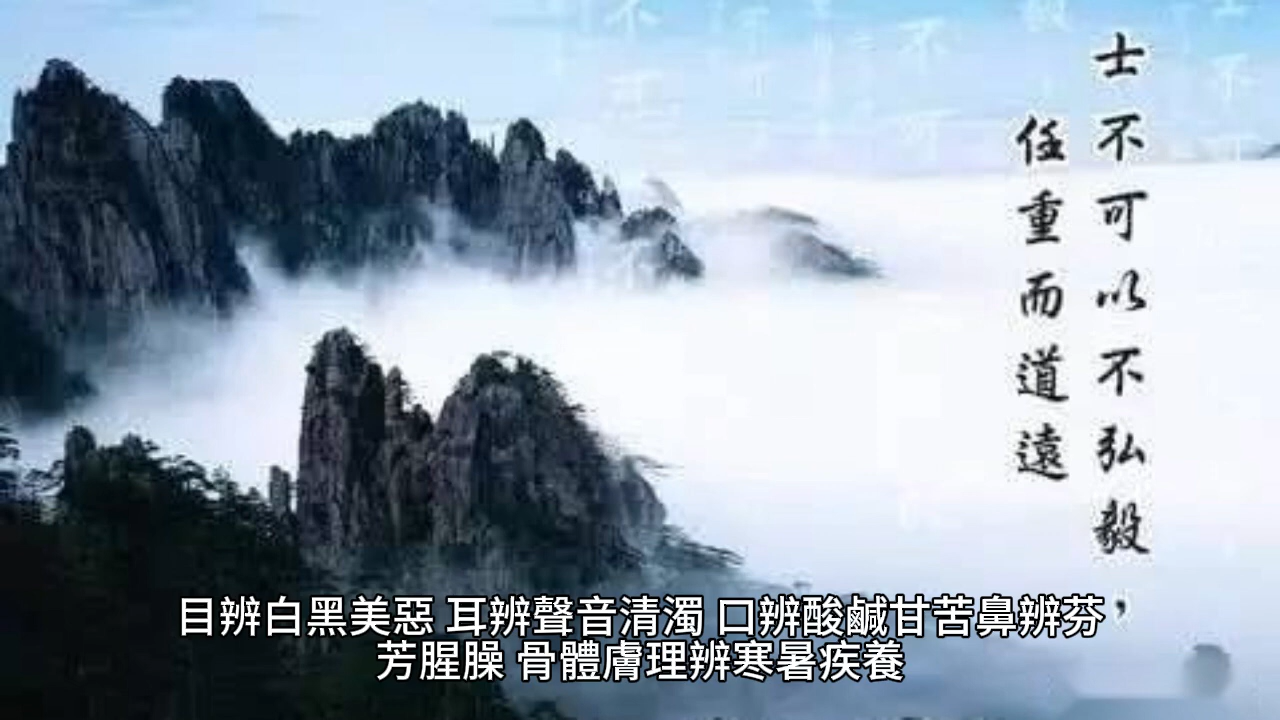 士不可以不弘毅，
任重而道遠
目辨白黑美惡 耳辨聲音清濁 口辨酸鹹甘苦鼻辨芬
芳腥臊 骨體膚理辨寒暑疾養